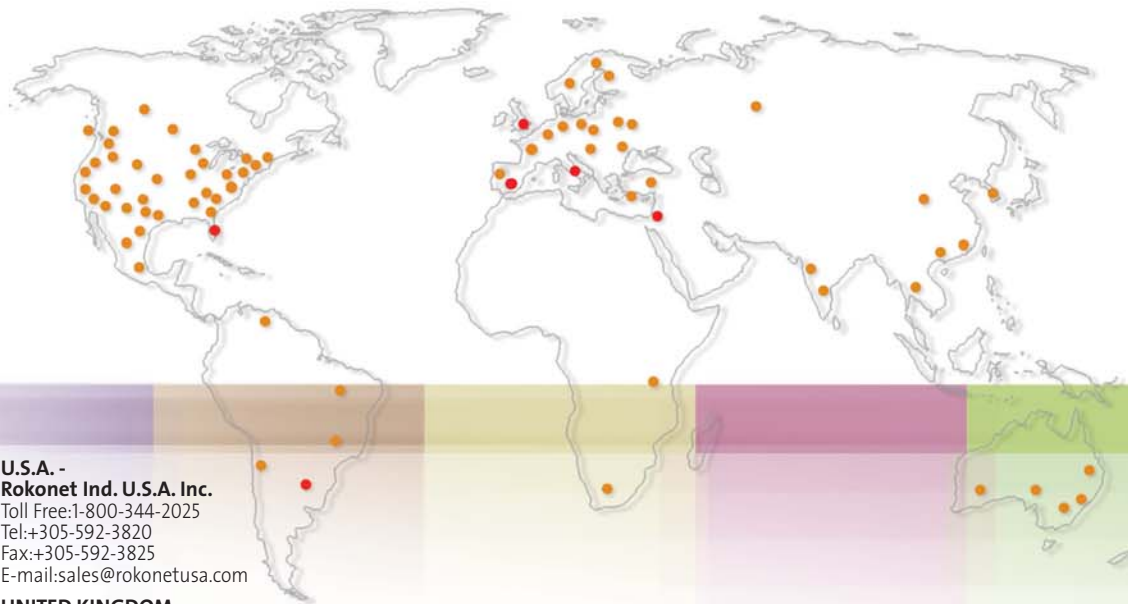 U.S.A. -
Rokonet Ind. U.S.A. Inc.
Toll Free:1-800-344-2025
Tel:+305-592-3820
Fax:+305-592-3825
E-mail:sales@rokonetusa.com
UNITED KINGDOM